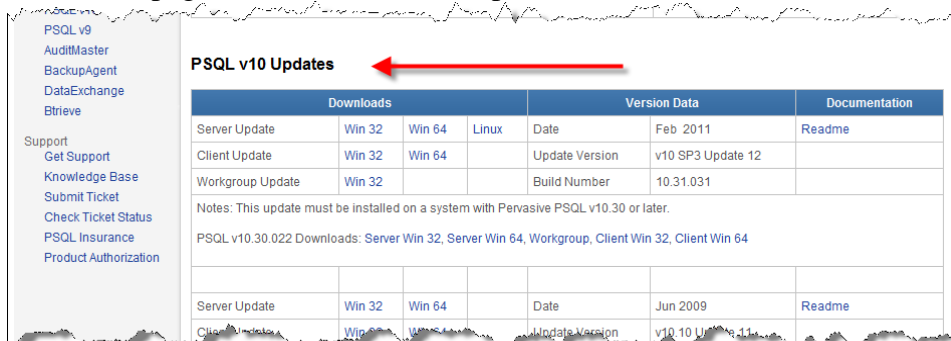 PSQL v9
AuditMaster
BackupAgent
DataExchange
Btrieve
Support
Get Support
Knowledge Base
Submit Ticket
Check Ticket Status
PSQL Insurance
Product Authorization
PSQL v10 Updates
Downloads Version Data Documentation
Server Update Win 32 Win 64 Linux Date Feb 2011 Readme
Client Update Win 32 Win 64 Update Version v10 SP3 Update 12
Workgroup Update Win 32 Build Number 10.31.031
Notes: This update must be installed on a system with Pervasive PSQL v10.30 or later.
PSQL v10.30.022 Downloads: Server Win 32, Server Win 64, Workgroup, Client Win 32, Client Win 64
Server Update Win 32 Win 64 Date Jun 2009 Readme
Update Version v10.10